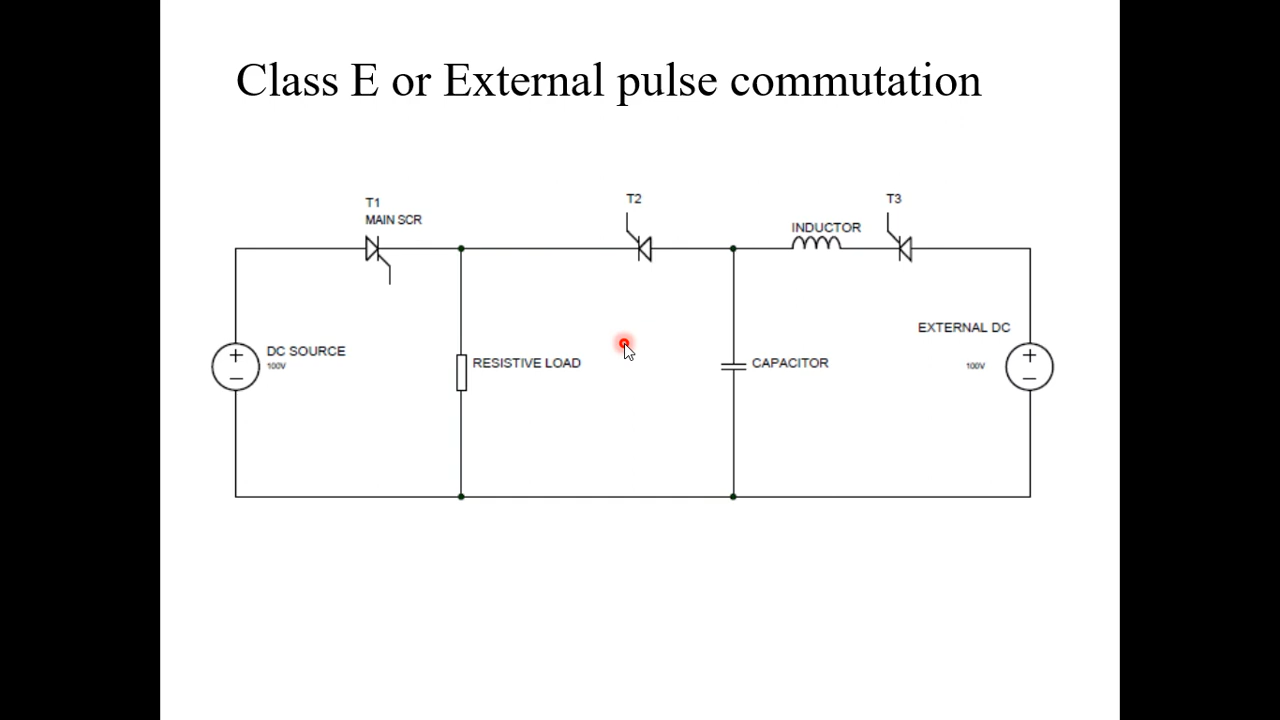 Class E or External pulse commutation
T1
MAIN SCR
T2
T3
INDUCTOR
EXTERNAL DC
100V
DC SOURCE
100V
RESISTIVE LOAD
CAPACITOR